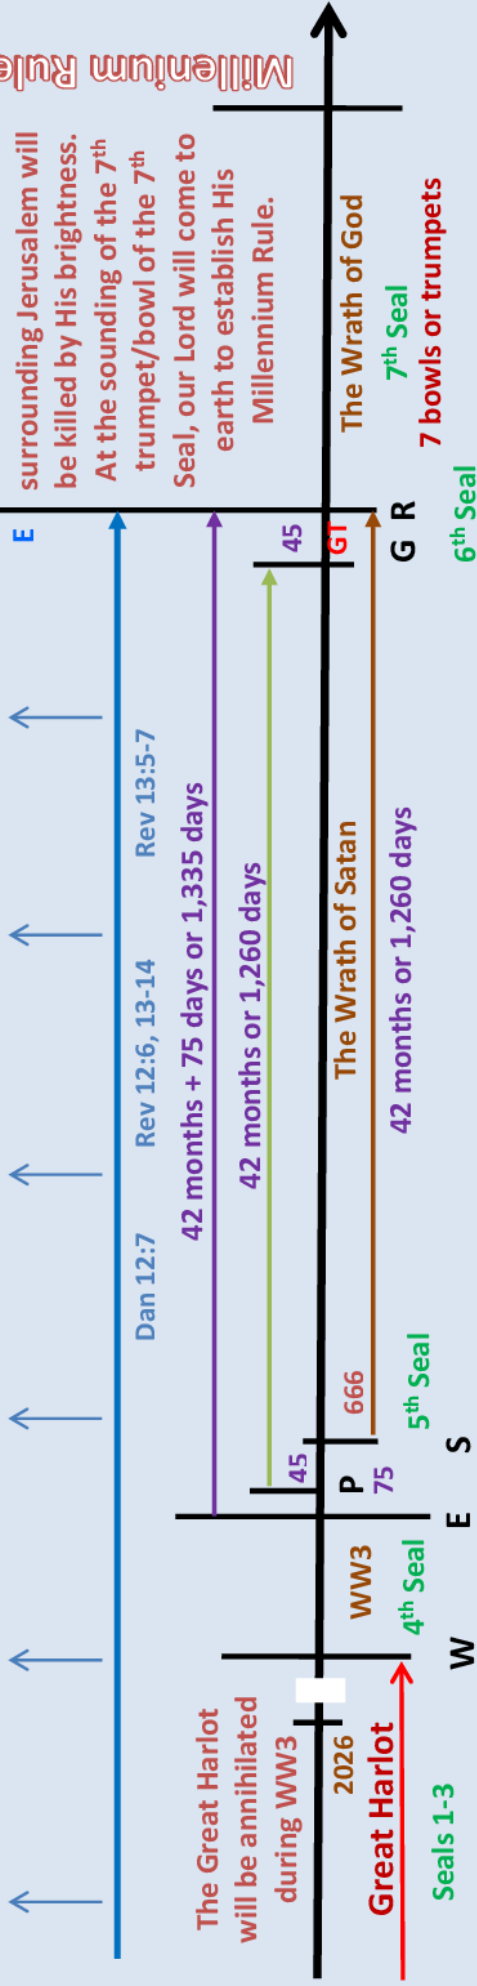 E
surrounding Jerusalem will
be killed by His brightness.
At the sounding of the 7th
trumpet/bowl of the 7th
Seal, our Lord will come to
earth to establish His
Millennium Rule.
Millenium Rule
Dan 12:7
Rev 12:6, 13-14
Rev 13:5-7
42 months + 75 days or 1,335 days
42 months or 1,260 days
The Great Harlot
will be annihilated
during WW3
45
45
2026
WW3
P
666
The Wrath of Satan
GT
The Wrath of God
Great Harlot
75
42 months or 1,260 days
G R
7th Seal
7 bowls or trumpets
Seals 1-3
4th Seal
5th Seal
6th Seal
W
E
S